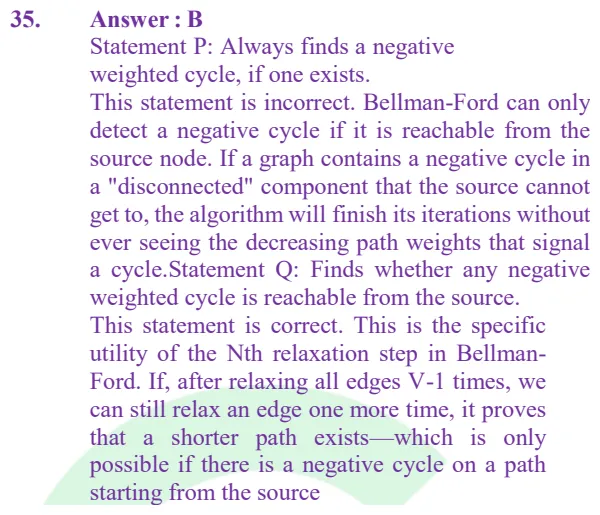 35. Answer : B
Statement P: Always finds a negative
weighted cycle, if one exists.
This statement is incorrect. Bellman-Ford can only
detect a negative cycle if it is reachable from the
source node. If a graph contains a negative cycle in
a "disconnected" component that the source cannot
get to, the algorithm will finish its iterations without
ever seeing the decreasing path weights that signal
a cycle.Statement Q: Finds whether any negative
weighted cycle is reachable from the source.
This statement is correct. This is the specific
utility of the Nth relaxation step in Bellman-
Ford. If, after relaxing all edges V-1 times, we
can still relax an edge one more time, it proves
that a shorter path exists—which is only
possible if there is a negative cycle on a path
starting from the source